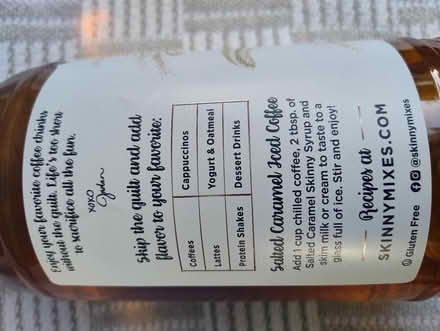 Enjoy your favorite coffee drinks
without the guilt. Life's too short
to sacrifice all the fun.
xoxo
Jordan
Skip the guilt and add
flavor to your favorite:
Coffees Cappuccinos
Lattes Yogurt & Oatmeal
Protein Shakes Dessert Drinks
Salted Caramel Iced Coffee
Add 1 cup chilled coffee, 2 tbsp. of
Salted Caramel Skinny Syrup and
skim milk or cream to taste to a
glass full of ice. Stir and enjoy!
Recipes at
SKINNYMIXES.COM
Gluten Free @skinnymixes